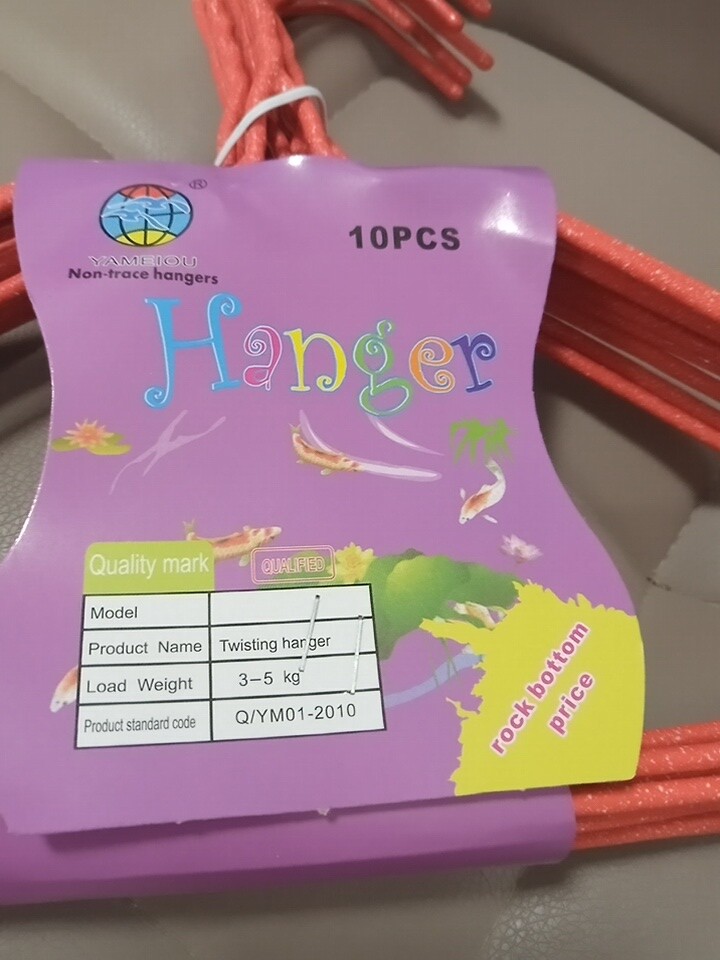 ®
YAMEIOU
Non-trace hangers
10PCS
Hanger
Quality mark
QUALIFIED
Model
Product Name Twisting hanger
Load Weight 3-5 kg
Product standard code Q/YM01-2010
rock bottom
price